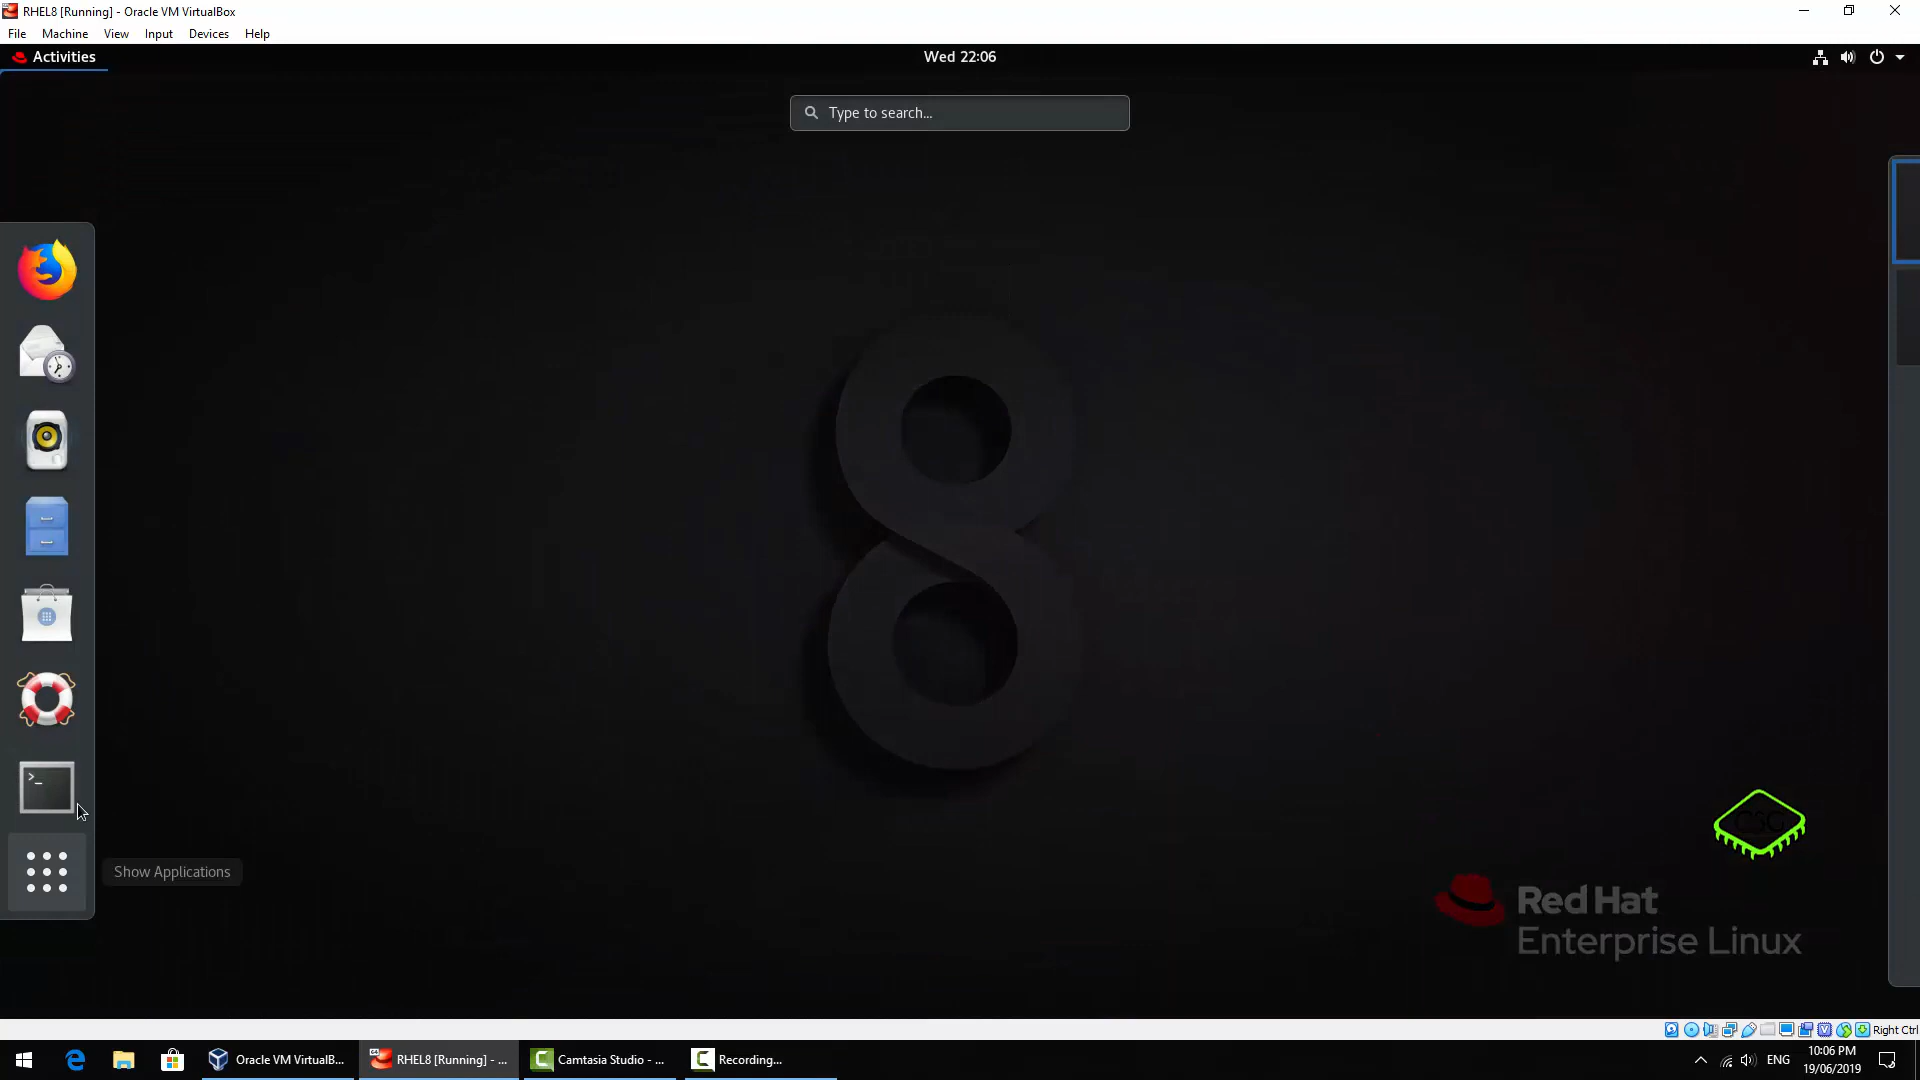 RHEL8 [Running] - Oracle VM VirtualBox
File Machine View Input Devices Help
Activities
Wed 22:06
Type to search...
>_
Show Applications
CSG
Red Hat
Enterprise Linux
Right Ctrl
Oracle VM VirtualB...
RHEL8 [Running] - ...
Camtasia Studio - ...
Recording...
ENG
10:06 PM
19/06/2019